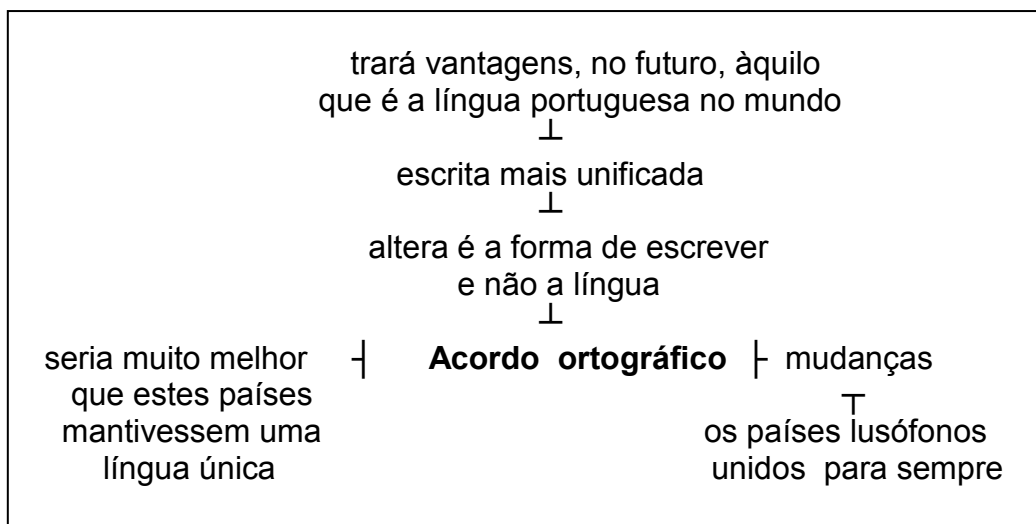 trará vantagens, no futuro, àquilo
que é a língua portuguesa no mundo
escrita mais unificada
altera é a forma de escrever
e não a língua
seria muito melhor
que estes países
mantivessem uma
língua única
Acordo ortográfico
mudanças
os países lusófonos
unidos para sempre